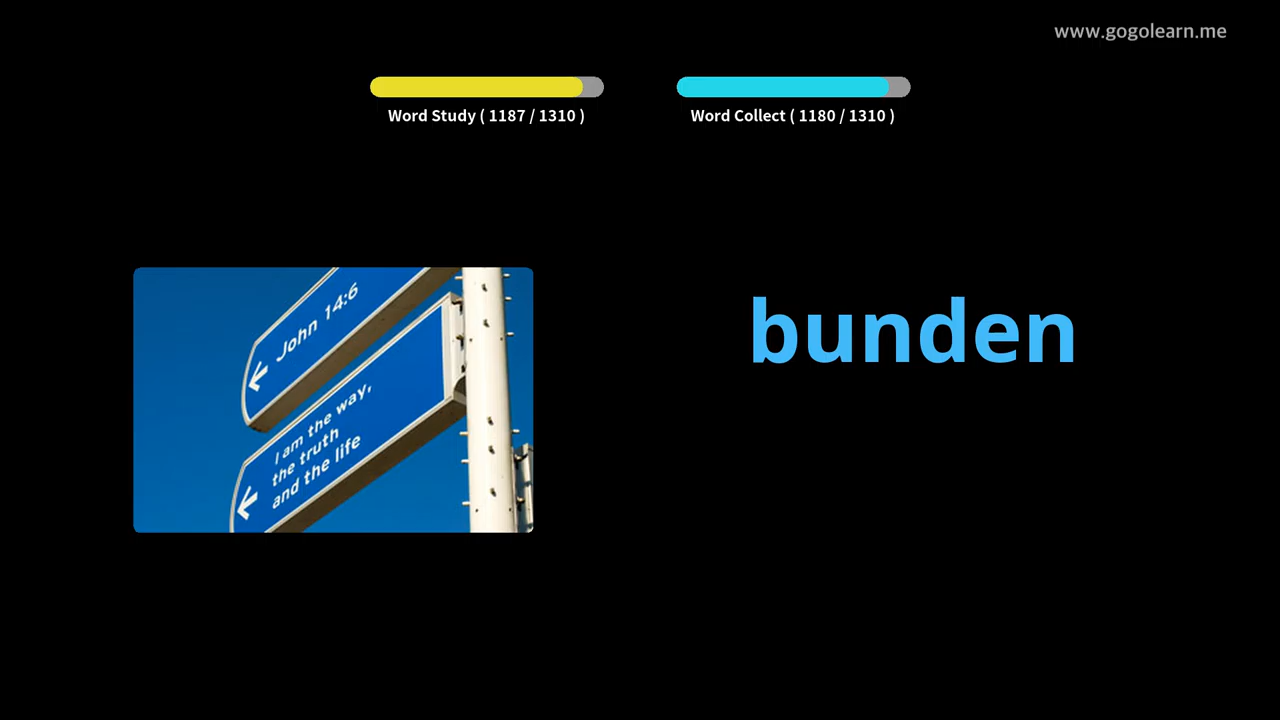 www.gogolearn.me
Word Study ( 1187 / 1310 )
Word Collect ( 1180 / 1310 )
John 14:6
I am the way,
the truth
and the life
bunden